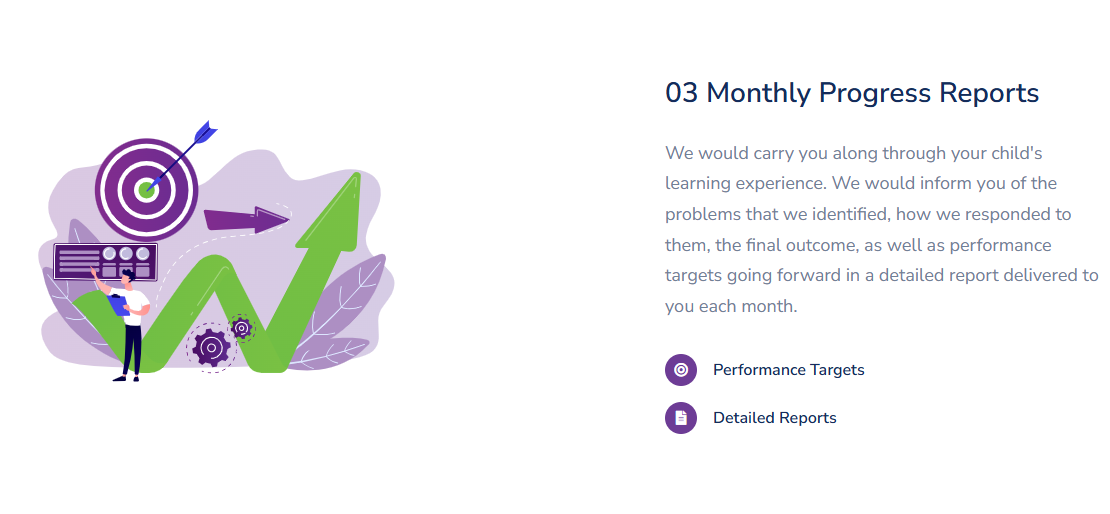 03 Monthly Progress Reports
We would carry you along through your child's
learning experience. We would inform you of the
problems that we identified, how we responded to
them, the final outcome, as well as performance
targets going forward in a detailed report delivered to
you each month.
Performance Targets
Detailed Reports